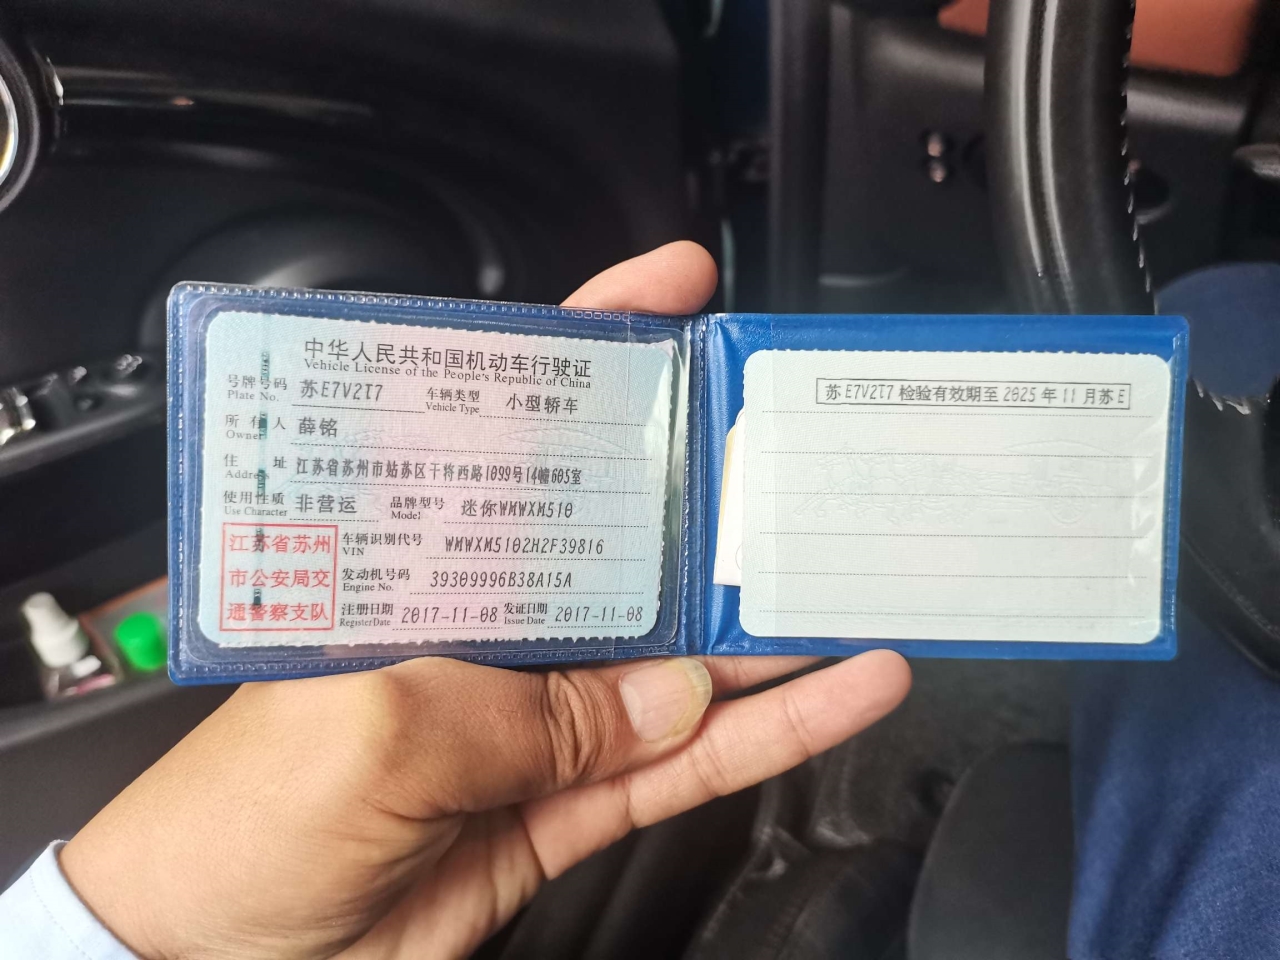 中华人民共和国机动车行驶证
Vehicle License of the People's Republic of China
号牌号码 苏E7V2T7 车辆类型 小型轿车
Plate No. Vehicle Type
所有人 薛铭
Owner
住址 江苏省苏州市姑苏区干将西路1099号14幢605室
Address
使用性质 非营运 品牌型号 迷你WMWXM510
Use Character Model
江苏省苏州
市公安局交
通警察支队
车辆识别代号 WMWXM5102H2F39816
VIN
发动机号码 39309996B38A15A
Engine No.
注册日期 2017-11-08 发证日期 2017-11-08
Register Date Issue Date
苏E7V2T7检验有效期至2025年11月苏E